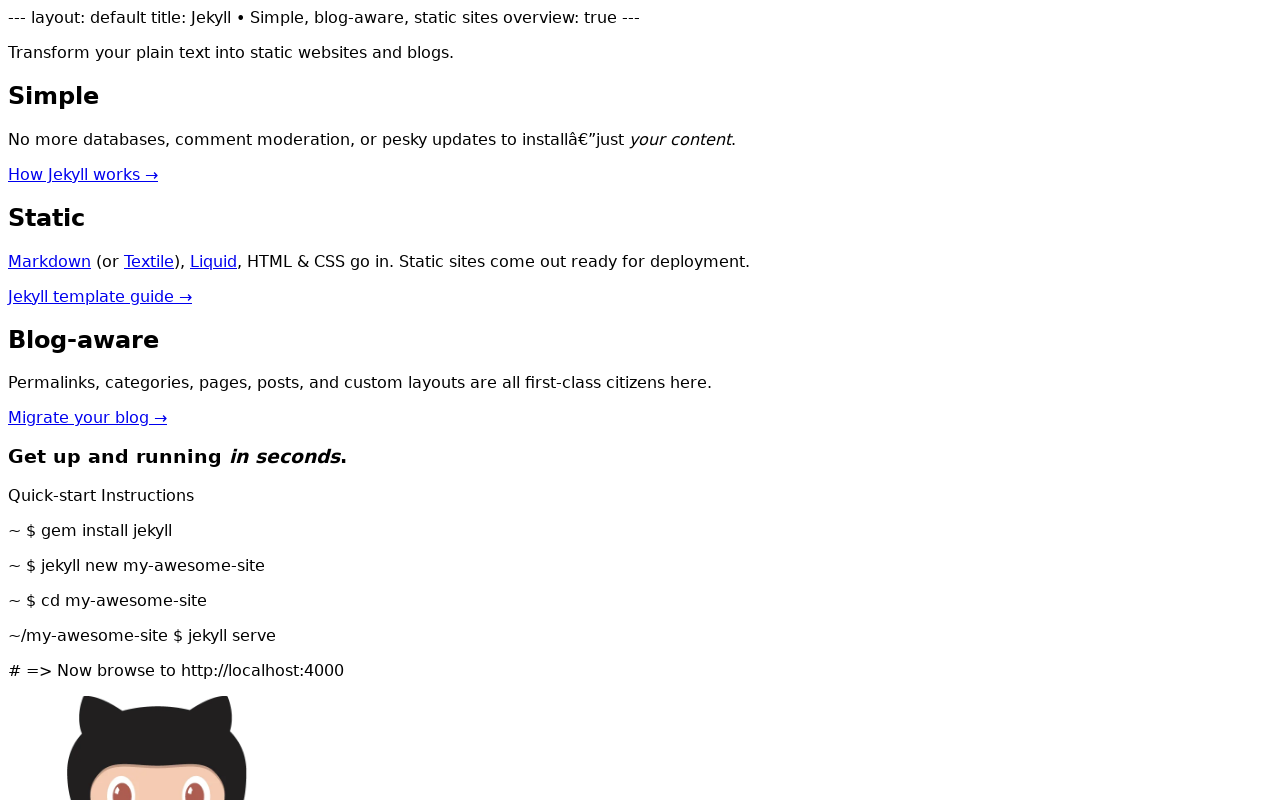 --- layout: default title: Jekyll • Simple, blog-aware, static sites overview: true ---
Transform your plain text into static websites and blogs.
Simple
No more databases, comment moderation, or pesky updates to installâ€”just your content.
How Jekyll works →
Static
Markdown (or Textile), Liquid, HTML & CSS go in. Static sites come out ready for deployment.
Jekyll template guide →
Blog-aware
Permalinks, categories, pages, posts, and custom layouts are all first-class citizens here.
Migrate your blog →
Get up and running in seconds.
Quick-start Instructions
~ $ gem install jekyll
~ $ jekyll new my-awesome-site
~ $ cd my-awesome-site
~/my-awesome-site $ jekyll serve
# => Now browse to http://localhost:4000